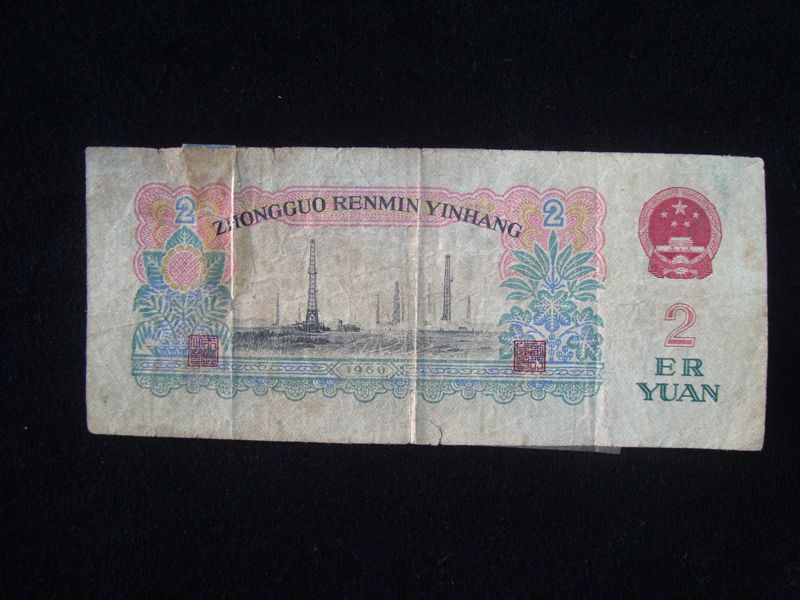 2 2
ZHONGGUO RENMIN YINHANG
1960
2
ER
YUAN